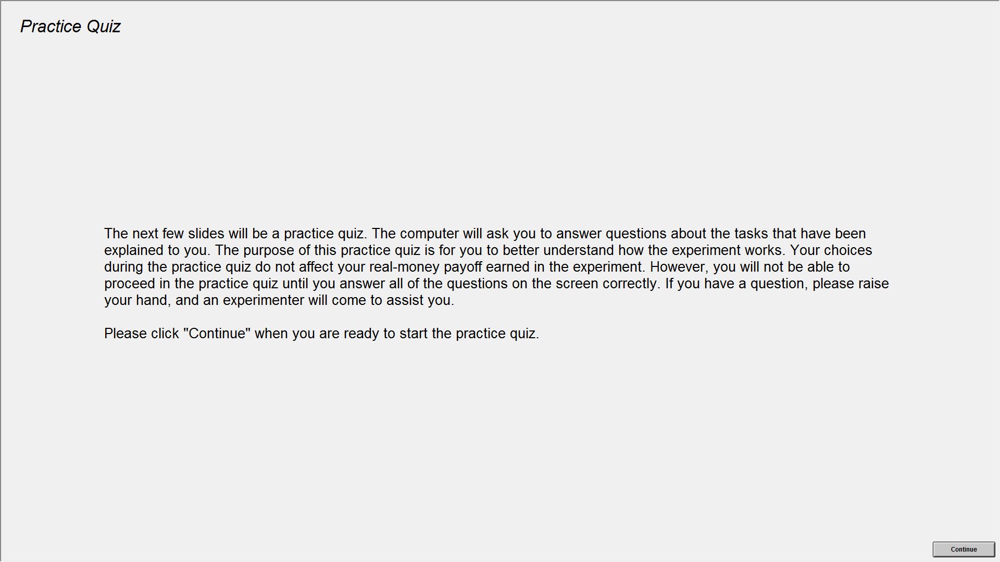 Practice Quiz
The next few slides will be a practice quiz. The computer will ask you to answer questions about the tasks that have been
explained to you. The purpose of this practice quiz is for you to better understand how the experiment works. Your choices
during the practice quiz do not affect your real-money payoff earned in the experiment. However, you will not be able to
proceed in the practice quiz until you answer all of the questions on the screen correctly. If you have a question, please raise
your hand, and an experimenter will come to assist you.
Please click "Continue" when you are ready to start the practice quiz.
Continue